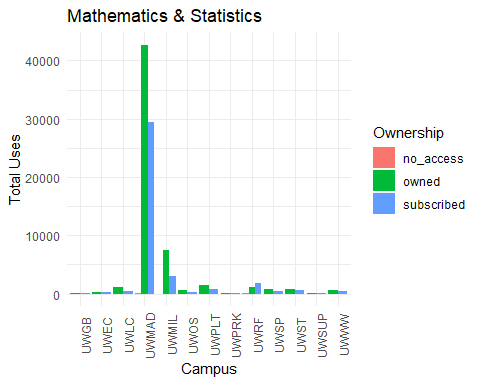 Mathematics & Statistics
Total Uses
40000
30000
20000
10000
0
UWGB
UWEC
UWLC
UWMAD
UWMIL
UWOS
UWPLT
UWPRK
UWRF
UWSP
UWST
UWSUP
UWWW
Campus
Ownership
no_access
owned
subscribed